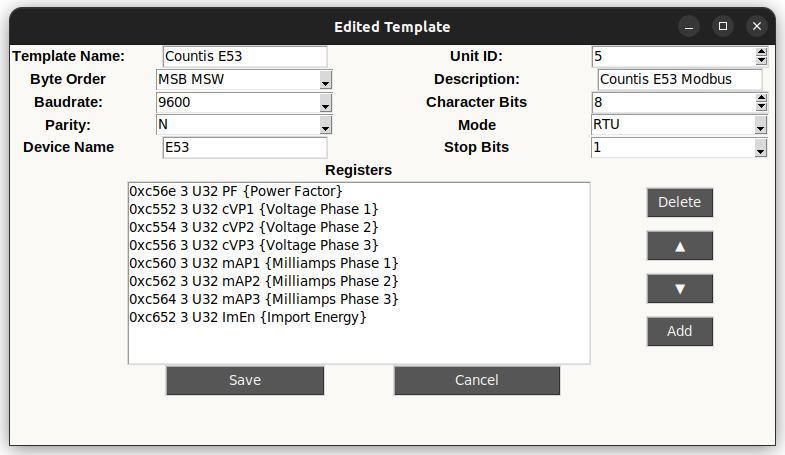 Edited Template
Template Name: Countis E53 Unit ID: 5
Byte Order MSB MSW Description: Countis E53 Modbus
Baudrate: 9600 Character Bits 8
Parity: N Mode RTU
Device Name E53 Stop Bits 1
Registers
0xc56e 3 U32 PF {Power Factor}
0xc552 3 U32 cVP1 {Voltage Phase 1}
0xc554 3 U32 cVP2 {Voltage Phase 2}
0xc556 3 U32 cVP3 {Voltage Phase 3}
0xc560 3 U32 mAP1 {Milliamps Phase 1}
0xc562 3 U32 mAP2 {Milliamps Phase 2}
0xc564 3 U32 mAP3 {Milliamps Phase 3}
0xc652 3 U32 ImEn {Import Energy}
Delete
▲
▼
Add
Save Cancel